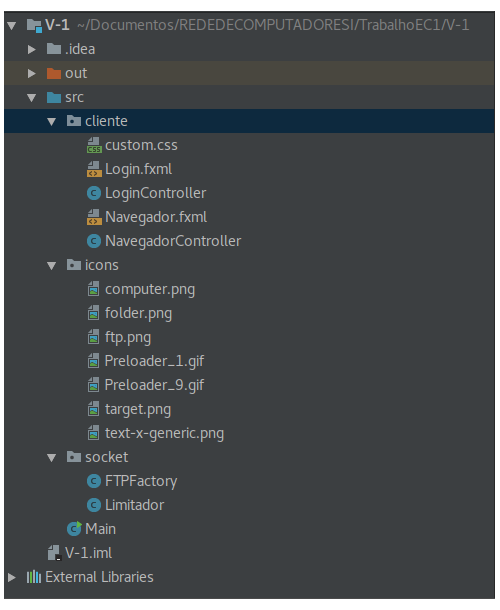 V-1 ~/Documentos/REDEDECOMPUTADORESI/TrabalhoEC1/V-1
.idea
out
src
cliente
custom.css
Login.fxml
LoginController
Navegador.fxml
NavegadorController
icons
computer.png
folder.png
ftp.png
Preloader_1.gif
Preloader_9.gif
target.png
text-x-generic.png
socket
FTPFactory
Limitador
Main
V-1.iml
External Libraries